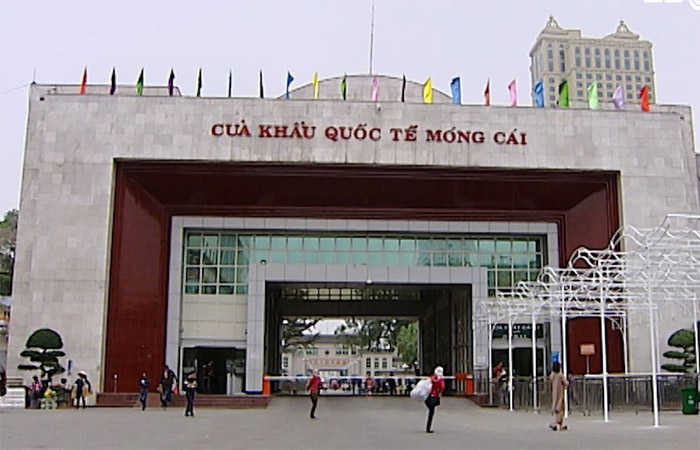 CỬA KHẨU QUỐC TẾ MÓNG CÁI